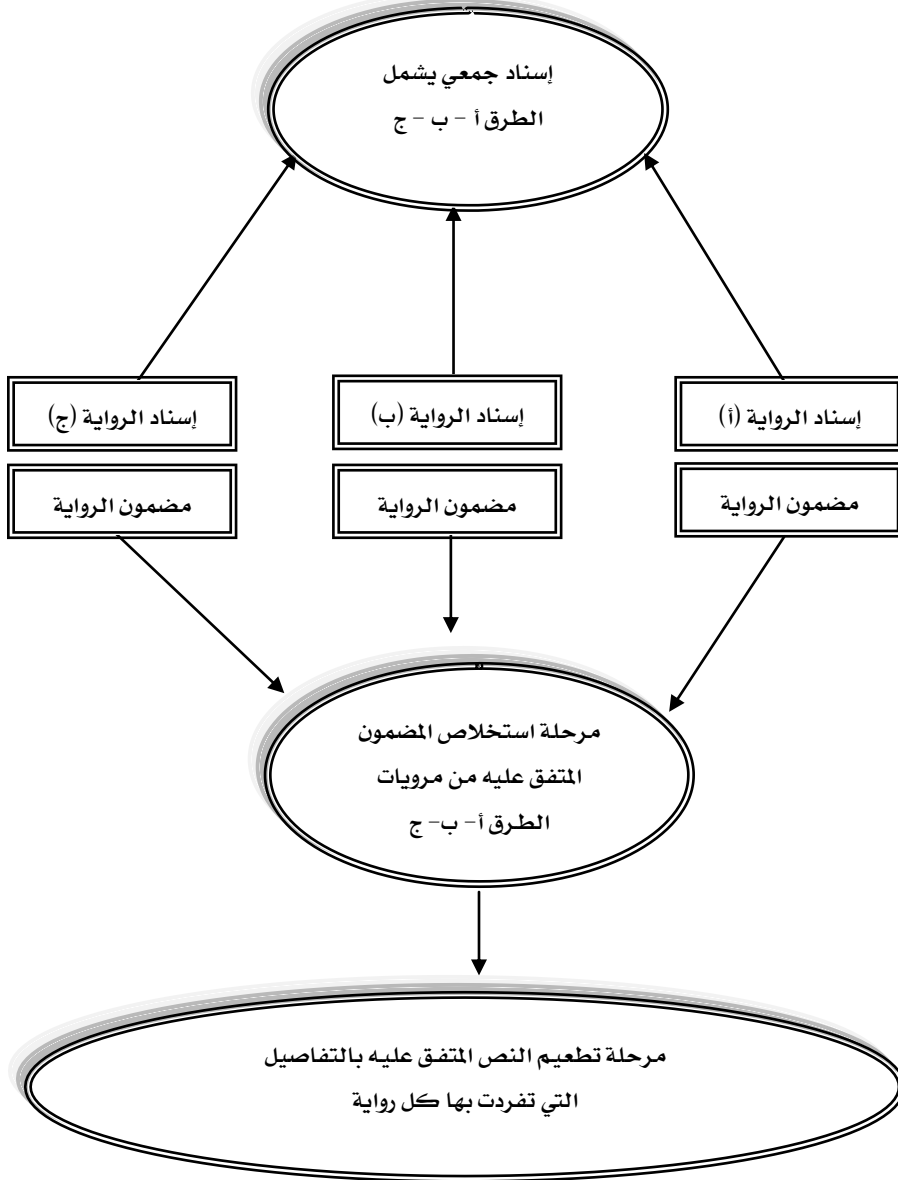 إسناد جمعي يشمل
الطرق أ – ب – ج
إسناد الرواية (أ)
إسناد الرواية (ب)
إسناد الرواية (ج)
مضمون الرواية
مضمون الرواية
مضمون الرواية
مرحلة استخلاص المضمون
المتفق عليه من مرويات
الطرق أ – ب – ج
مرحلة تطعيم النص المتفق عليه بالتفاصيل
التي تفردت بها كل رواية